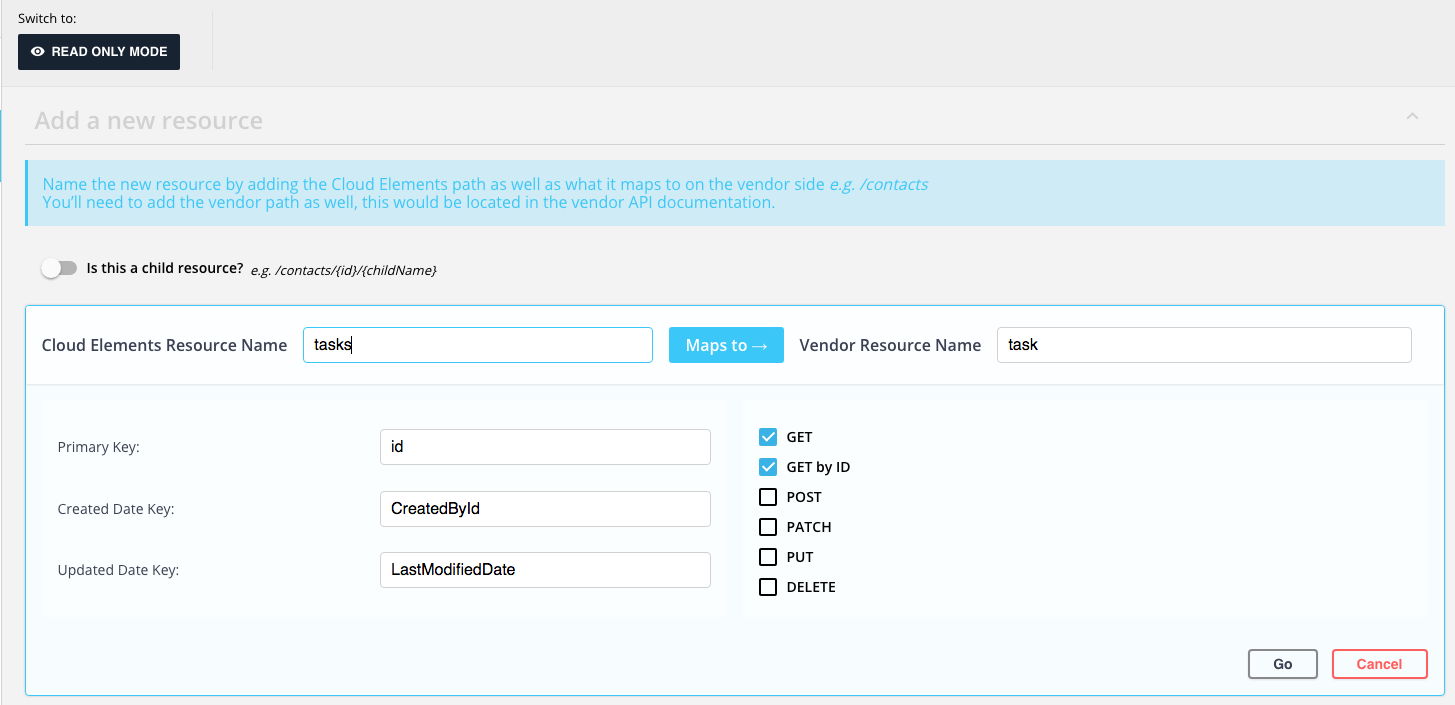 Switch to:
READ ONLY MODE
Add a new resource
Name the new resource by adding the Cloud Elements path as well as what it maps to on the vendor side e.g. /contacts
You'll need to add the vendor path as well, this would be located in the vendor API documentation.
Is this a child resource? e.g. /contacts/{id}/{childName}
Cloud Elements Resource Name tasks Maps to → Vendor Resource Name task
Primary Key: id
Created Date Key: CreatedById
Updated Date Key: LastModifiedDate
GET
GET by ID
POST
PATCH
PUT
DELETE
Go Cancel